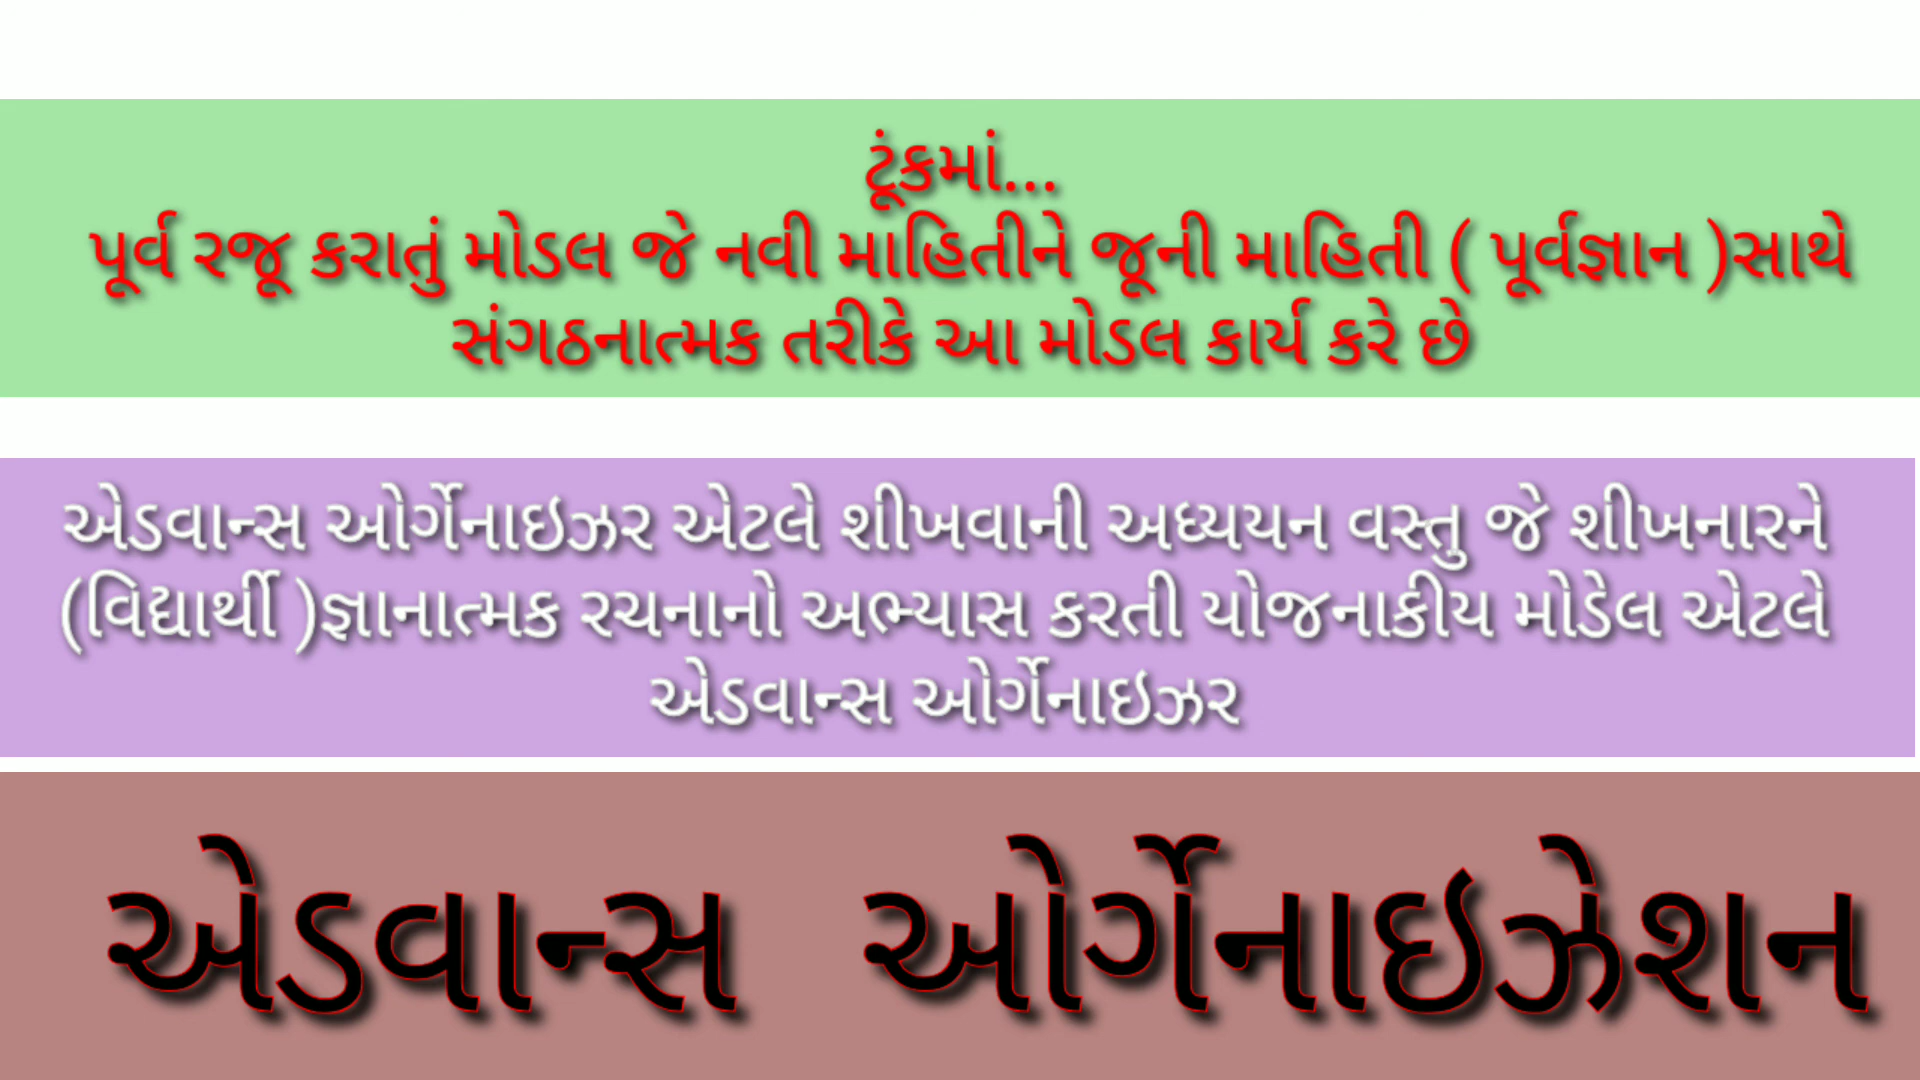 ટૂંકમાં...
પૂર્વ રજૂ કરાતું મોડલ જે નવી માહિતીને જૂની માહિતી ( પૂર્વજ્ઞાન )સાથે
સંગઠનાત્મક તરીકે આ મોડલ કાર્ય કરે છે
એડવાન્સ ઓર્ગેનાઇઝર એટલે શીખવાની અધ્યયન વસ્તુ જે શીખનારને
(વિદ્યાર્થી )જ્ઞાનાત્મક રચનાનો અભ્યાસ કરતી યોજનાકીય મોડેલ એટલે
એડવાન્સ ઓર્ગેનાઇઝર
એડવાન્સ ઓર્ગેનાઇઝેશન